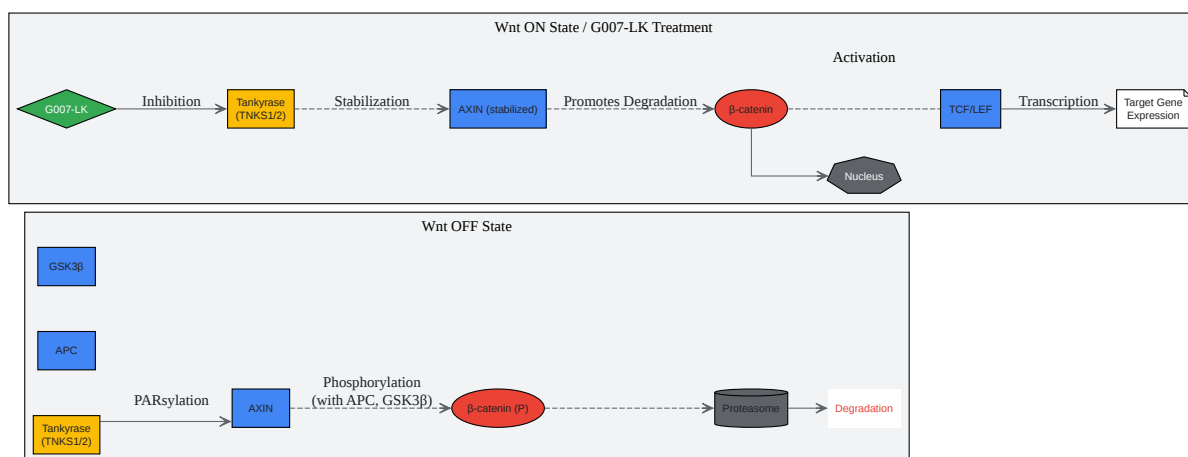 Wnt ON State / G007-LK Treatment
Activation
G007-LK
Inhibition
Tankyrase
(TNKS1/2)
Stabilization
AXIN (stabilized)
Promotes Degradation
β-catenin
TCF/LEF
Transcription
Target Gene
Expression
Nucleus
Wnt OFF State
GSK3β
APC
Tankyrase
(TNKS1/2)
PARsylation
AXIN
Phosphorylation
(with APC, GSK3β)
β-catenin (P)
Proteasome
Degradation